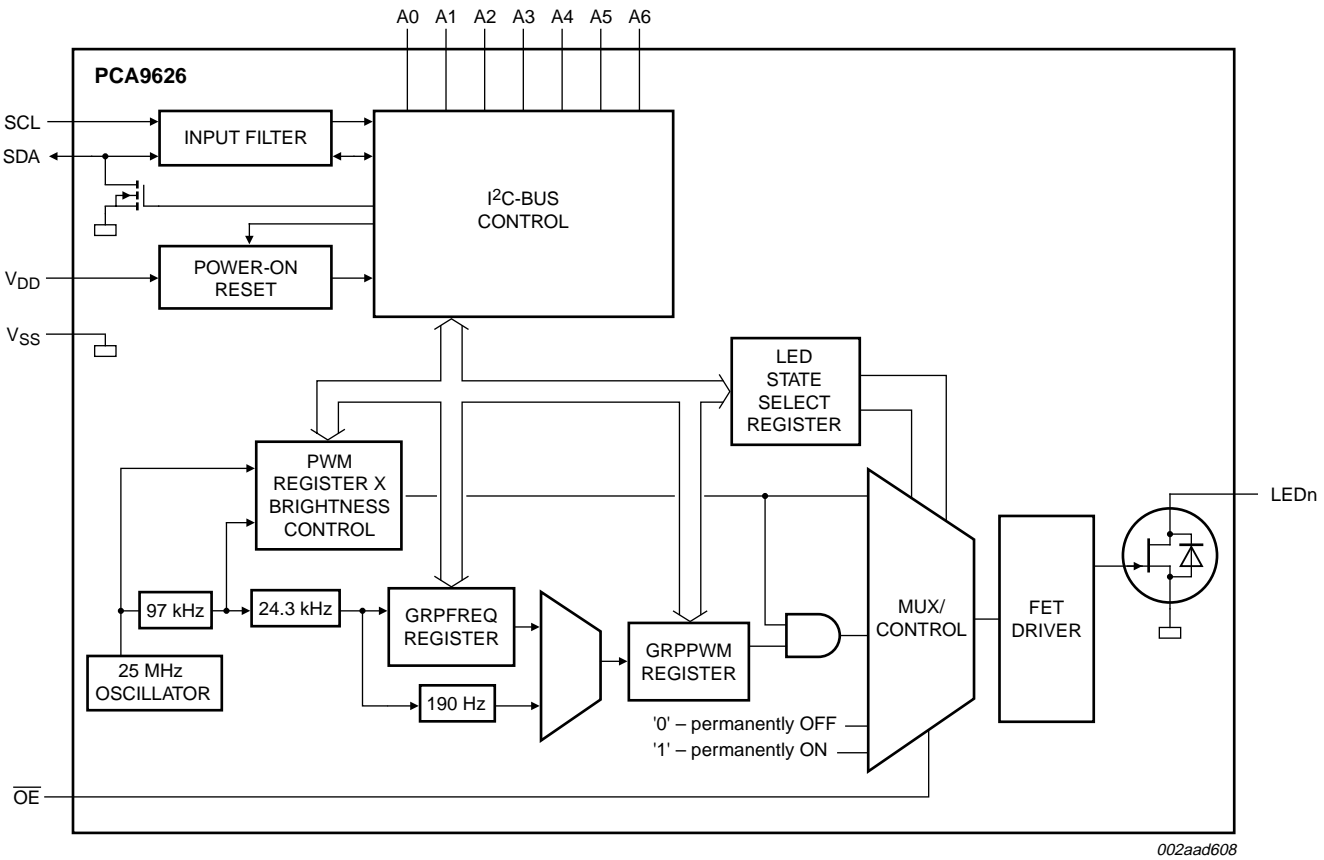 A0 A1 A2 A3 A4 A5 A6
PCA9626
SCL
SDA
INPUT FILTER
I2C-BUS
CONTROL
VDD
POWER-ON
RESET
VSS
LED
STATE
SELECT
REGISTER
PWM
REGISTER X
BRIGHTNESS
CONTROL
LEDn
97 kHz
24.3 kHz
GRPFREQ
REGISTER
MUX/
CONTROL
FET
DRIVER
GRPPWM
REGISTER
25 MHz
OSCILLATOR
190 Hz
'0' – permanently OFF
'1' – permanently ON
O̅E̅
002aad608